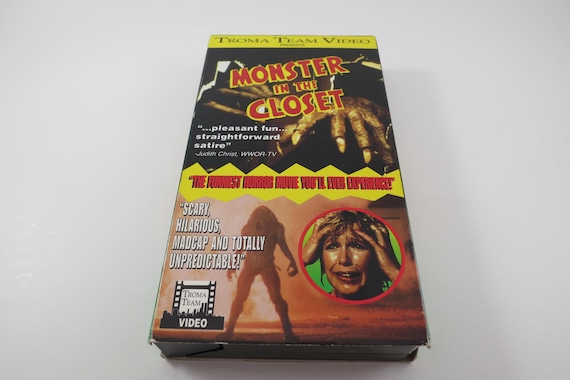 TROMA TEAM VIDEO
PRESENTS
MONSTER
IN THE
CLOSET
"...pleasant fun...
straightforward
satire"
-Judith Christ, WWOR-TV
"THE FUNNIEST HORROR MOVIE YOU'LL EVER EXPERIENCE!"
"SCARY,
HILARIOUS,
MADCAP AND TOTALLY
UNPREDICTABLE!"
TROMA
TEAM
VIDEO